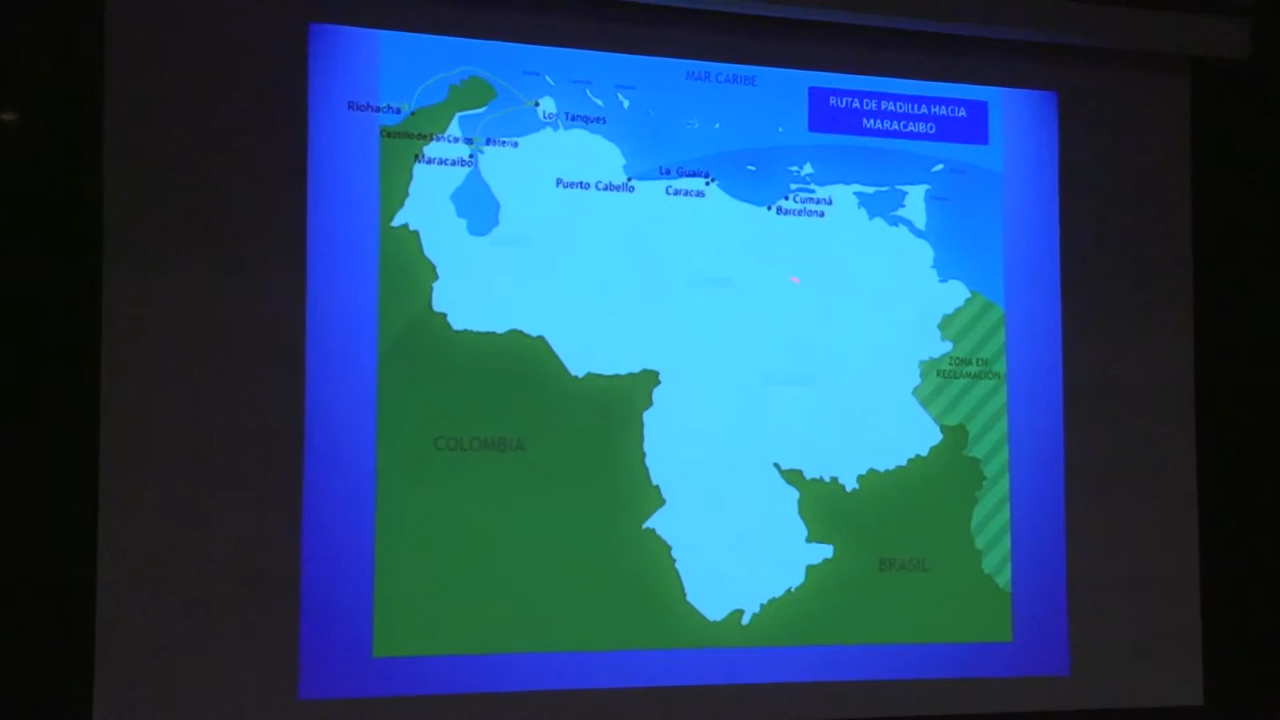 MAR CARIBE
RUTA DE PADILLA HACIA
MARACAIBO
Riohacha
Los Tanques
Castillo de San Carlos
Bateria
Maracaibo
La Guaira
Puerto Cabello
Caracas
Cumaná
Barcelona
ZONA EN
RECLAMACIÓN
COLOMBIA
BRASIL